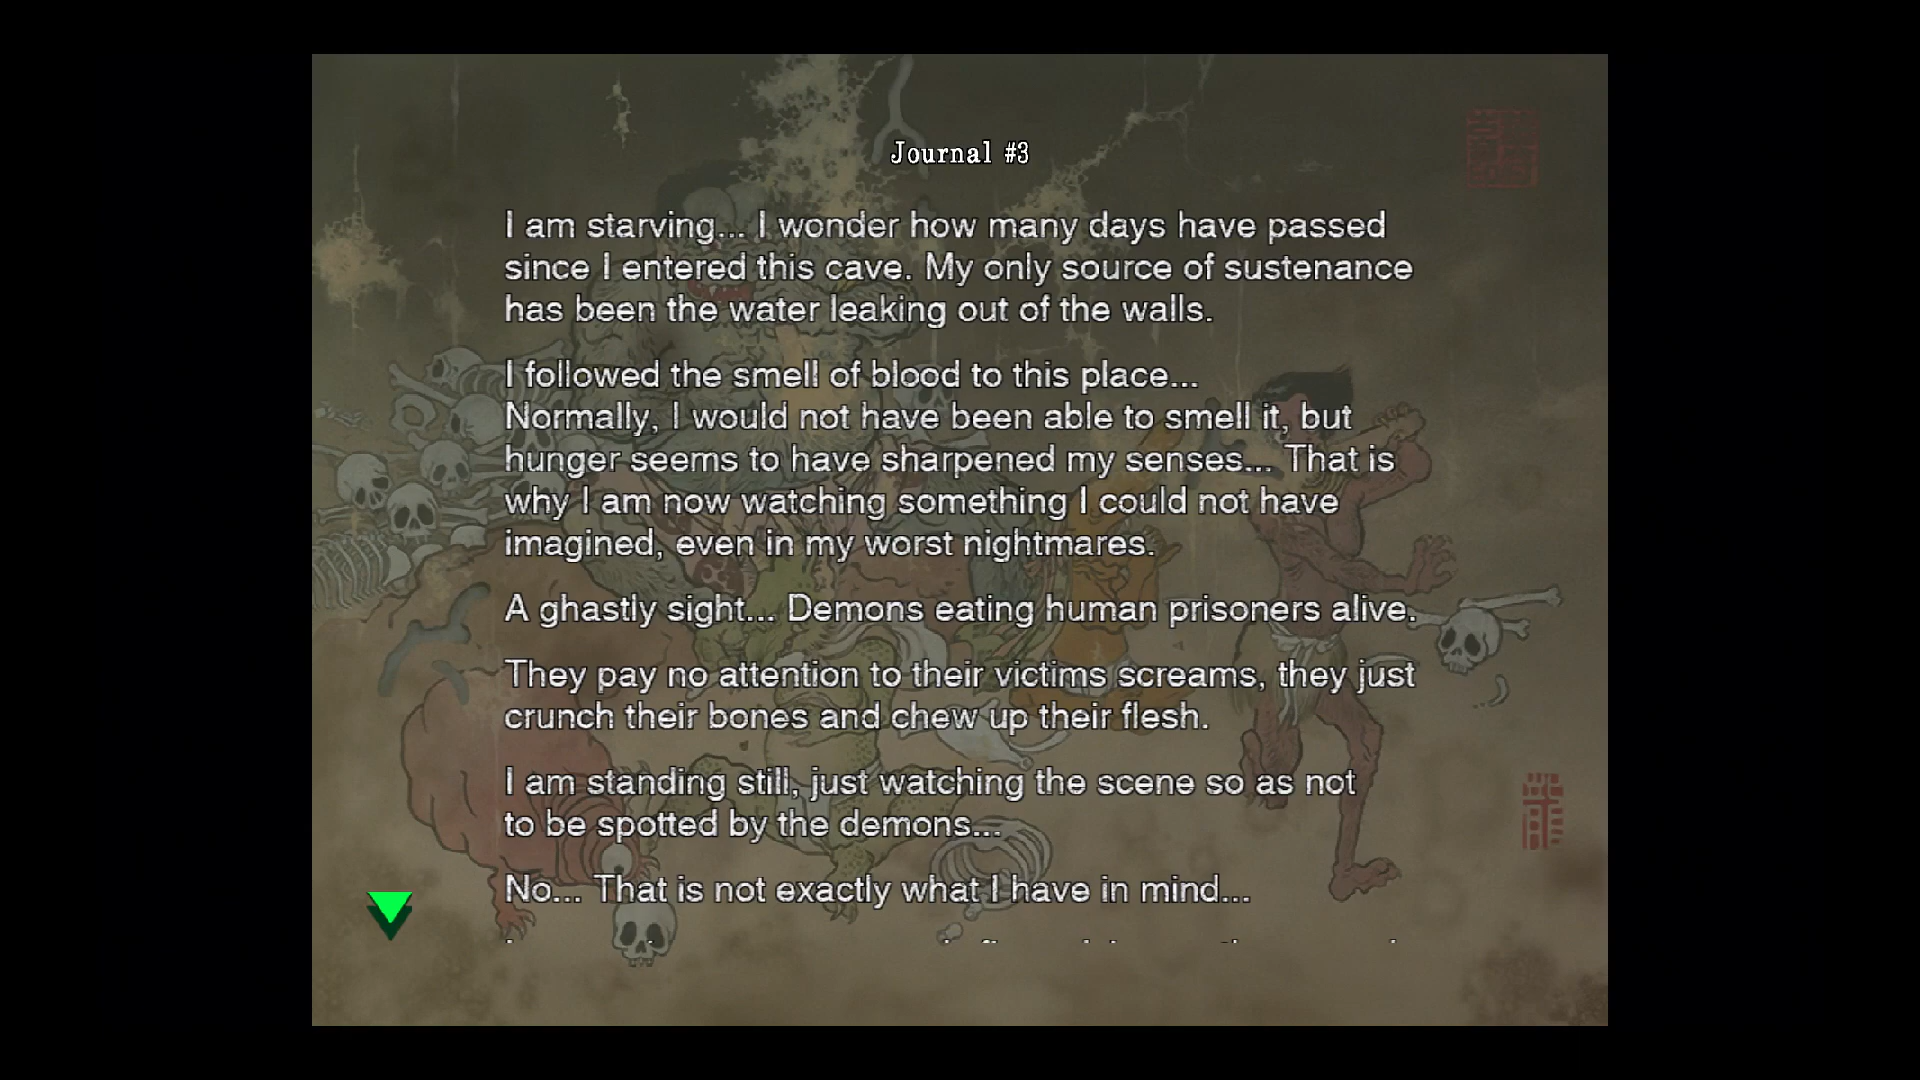 Journal #3
I am starving... I wonder how many days have passed
since I entered this cave. My only source of sustenance
has been the water leaking out of the walls.
I followed the smell of blood to this place...
Normally, I would not have been able to smell it, but
hunger seems to have sharpened my senses... That is
why I am now watching something I could not have
imagined, even in my worst nightmares.
A ghastly sight... Demons eating human prisoners alive.
They pay no attention to their victims screams, they just
crunch their bones and chew up their flesh.
I am standing still, just watching the scene so as not
to be spotted by the demons...
No... That is not exactly what I have in mind...